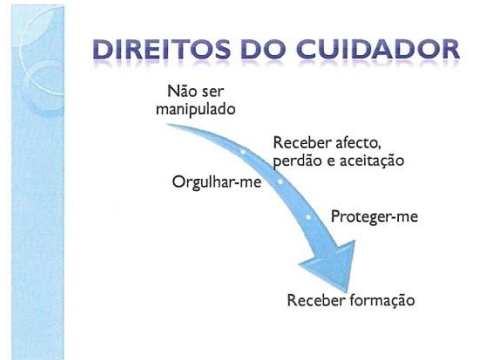 DIREITOS DO CUIDADOR
Não ser
manipulado
Receber afecto,
perdão e aceitação
Orgulhar-me
Proteger-me
Receber formação